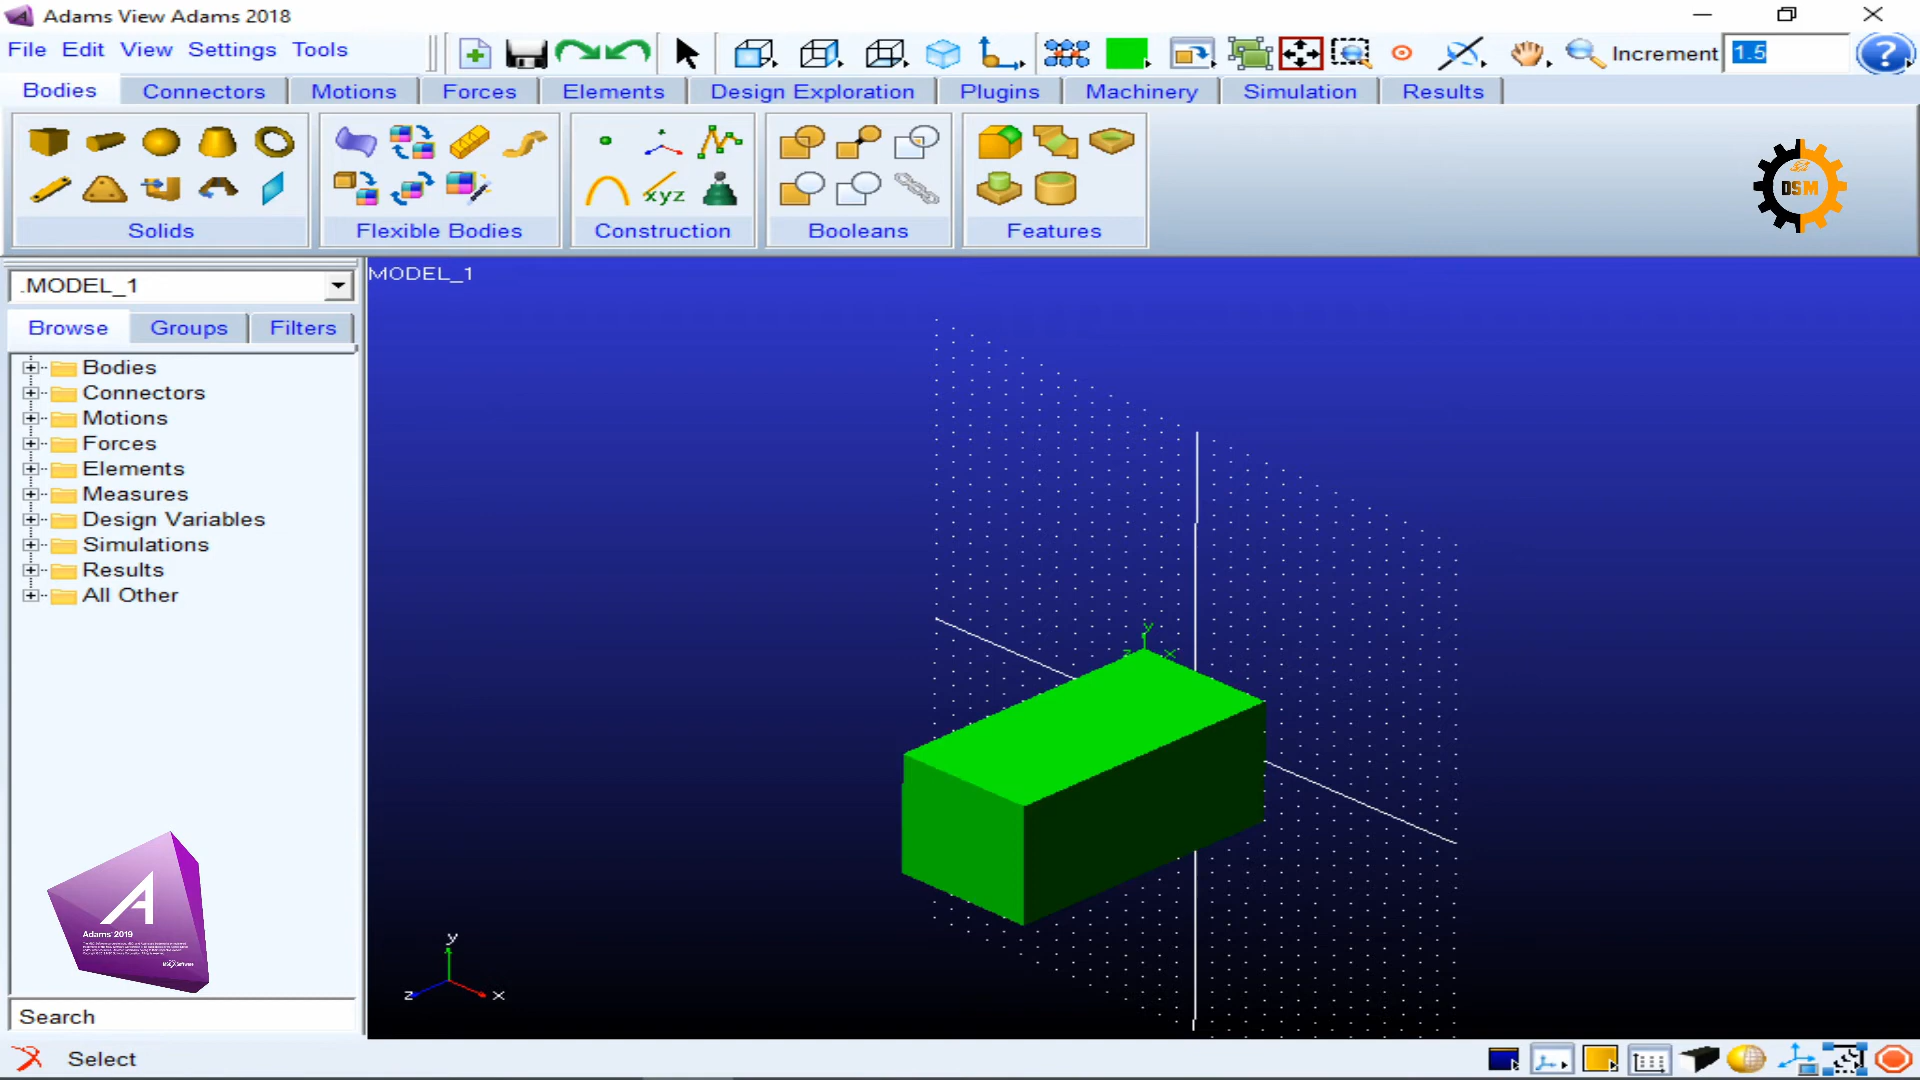 Adams View Adams 2018
File Edit View Settings Tools
Increment 1.5
?
Bodies Connectors Motions Forces Elements Design Exploration Plugins Machinery Simulation Results
xyz
DSM
Solids Flexible Bodies Construction Booleans Features
.MODEL_1
MODEL_1
Browse Groups Filters
Bodies
Connectors
Motions
Forces
Elements
Measures
Design Variables
Simulations
Results
All Other
y
z x
Adams 2019
y
z x
Search
Select